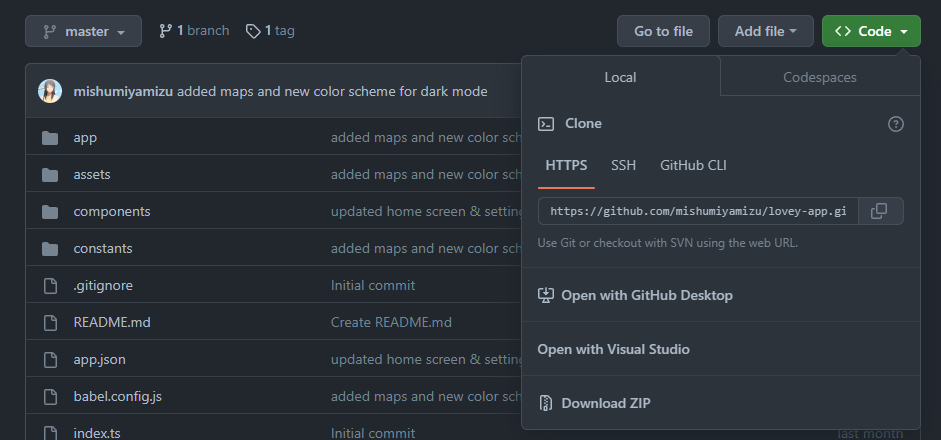 master 1 branch 1 tag Go to file Add file Code
Local Codespaces
mishumiyamizu added maps and new color scheme for dark mode
Clone
app added maps and new color sch
HTTPS SSH GitHub CLI
assets added maps and new color sch
components updated home screen & setting
https://github.com/mishumiyamizu/lovey-app.gi
Use Git or checkout with SVN using the web URL.
constants added maps and new color sch
.gitignore Initial commit
Open with GitHub Desktop
README.md Create README.md
Open with Visual Studio
app.json updated home screen & setting
babel.config.js added maps and new color sch
Download ZIP
index.ts Initial commit last month